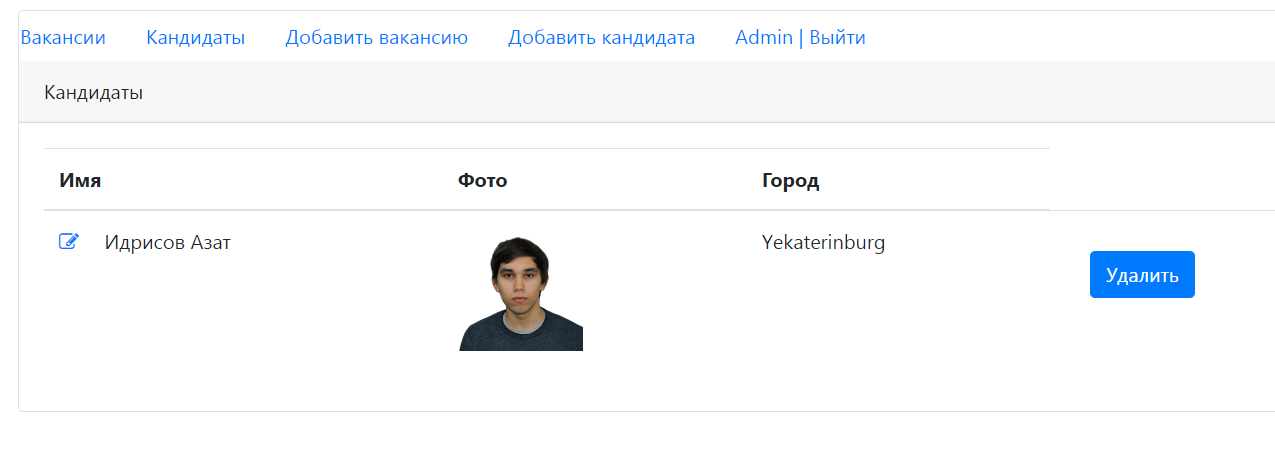 Вакансии Кандидаты Добавить вакансию Добавить кандидата Admin | Выйти
Кандидаты
Имя Фото Город
Идрисов Азат Yekaterinburg
Удалить